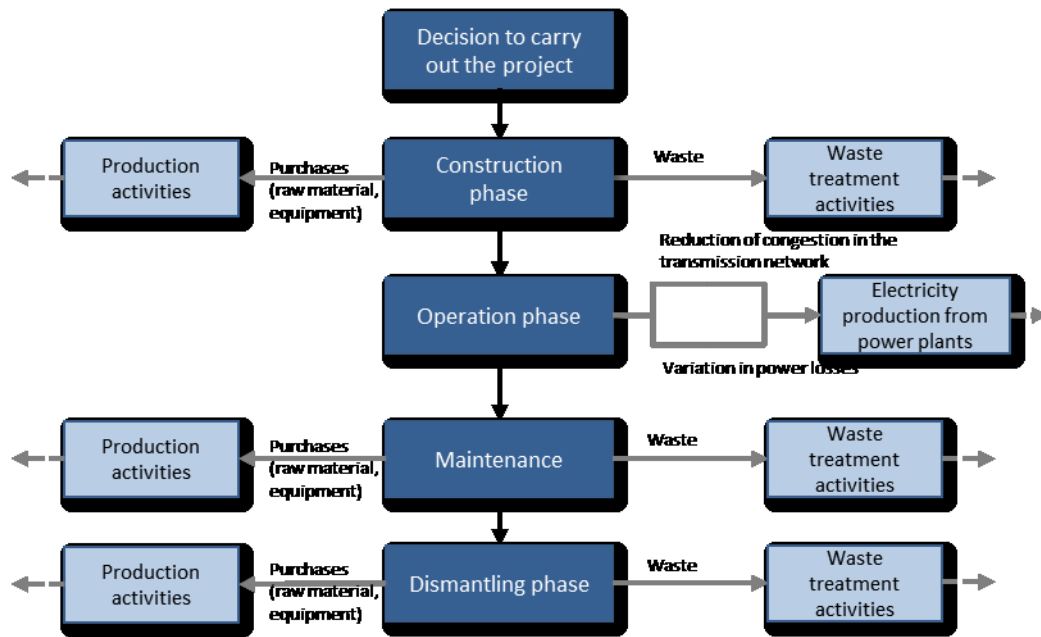 Decision to carry
out the project
Production
activities
Purchases
(raw material,
equipment)
Construction
phase
Waste
Waste
treatment
activities
Reduction of congestion in the
transmission network
Operation phase
Electricity
production from
power plants
Variation in power losses
Production
activities
Purchases
(raw material,
equipment)
Maintenance
Waste
Waste
treatment
activities
Production
activities
Purchases
(raw material,
equipment)
Dismantling phase
Waste
Waste
treatment
activities